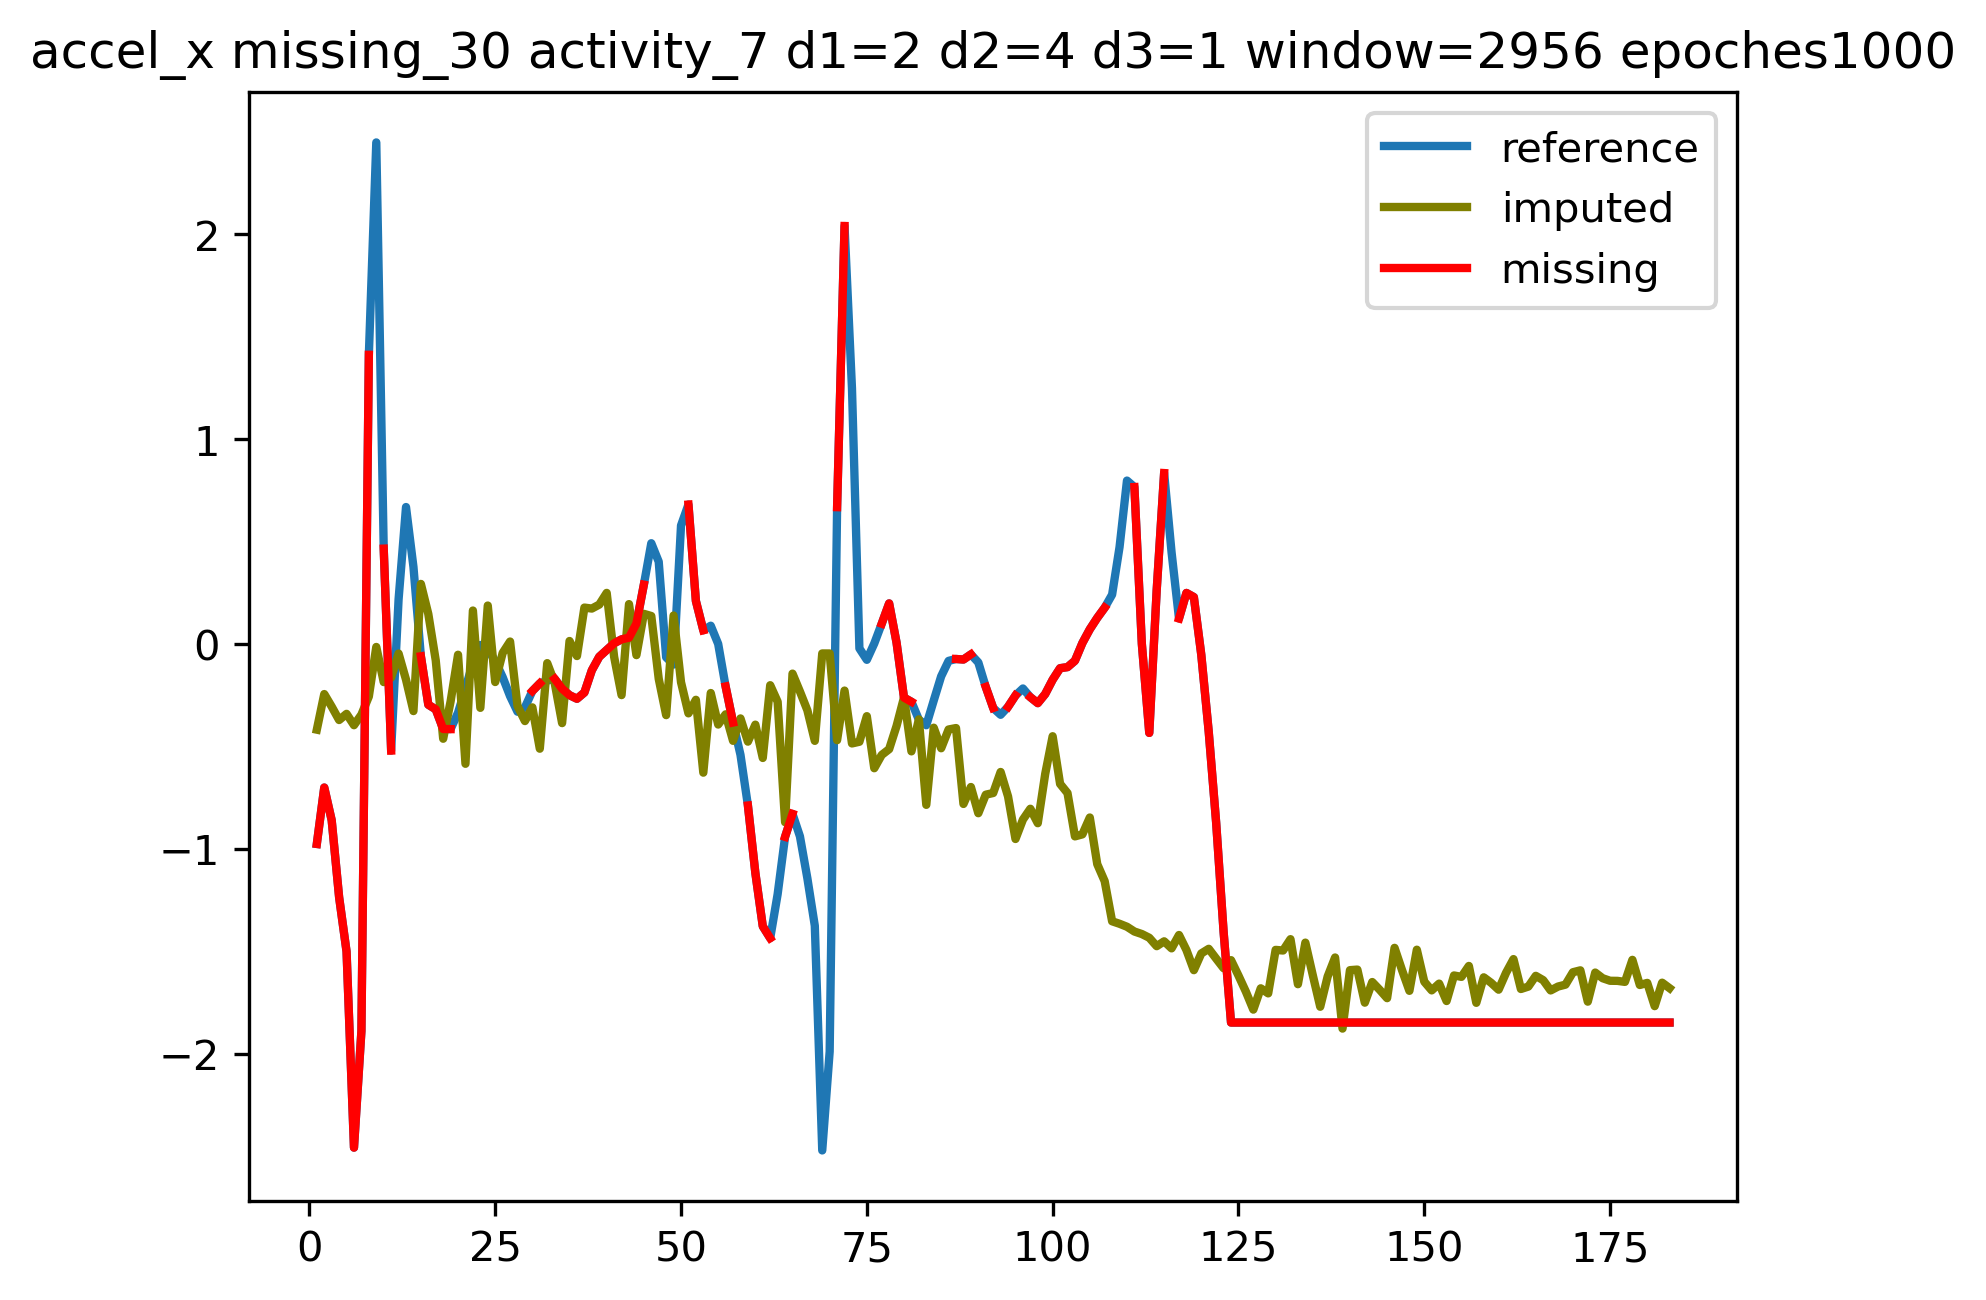 accel_x missing_30 activity_7 d1=2 d2=4 d3=1 window=2956 epoches1000
reference
imputed
missing
2
1
0
−1
−2
0 25 50 75 100 125 150 175